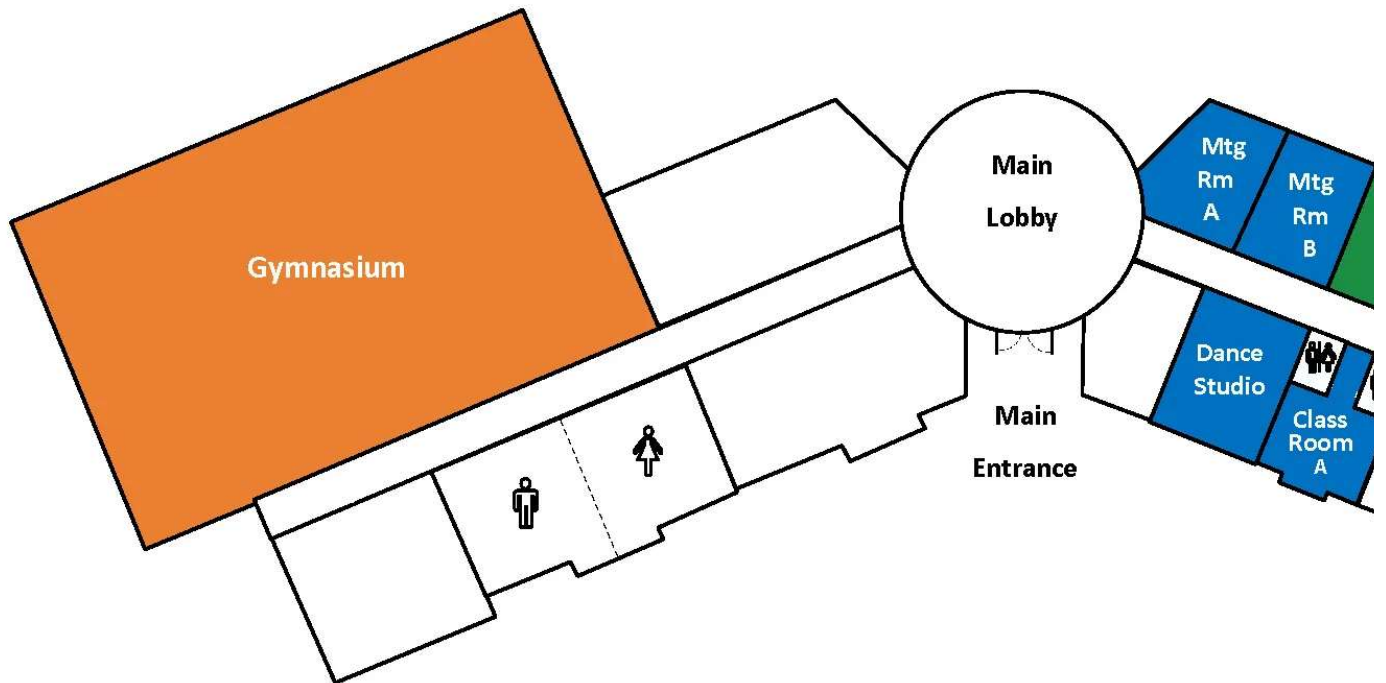 Gymnasium
Main
Lobby
Main
Entrance
Mtg
Rm
A
Mtg
Rm
B
Dance
Studio
Class
Room
A